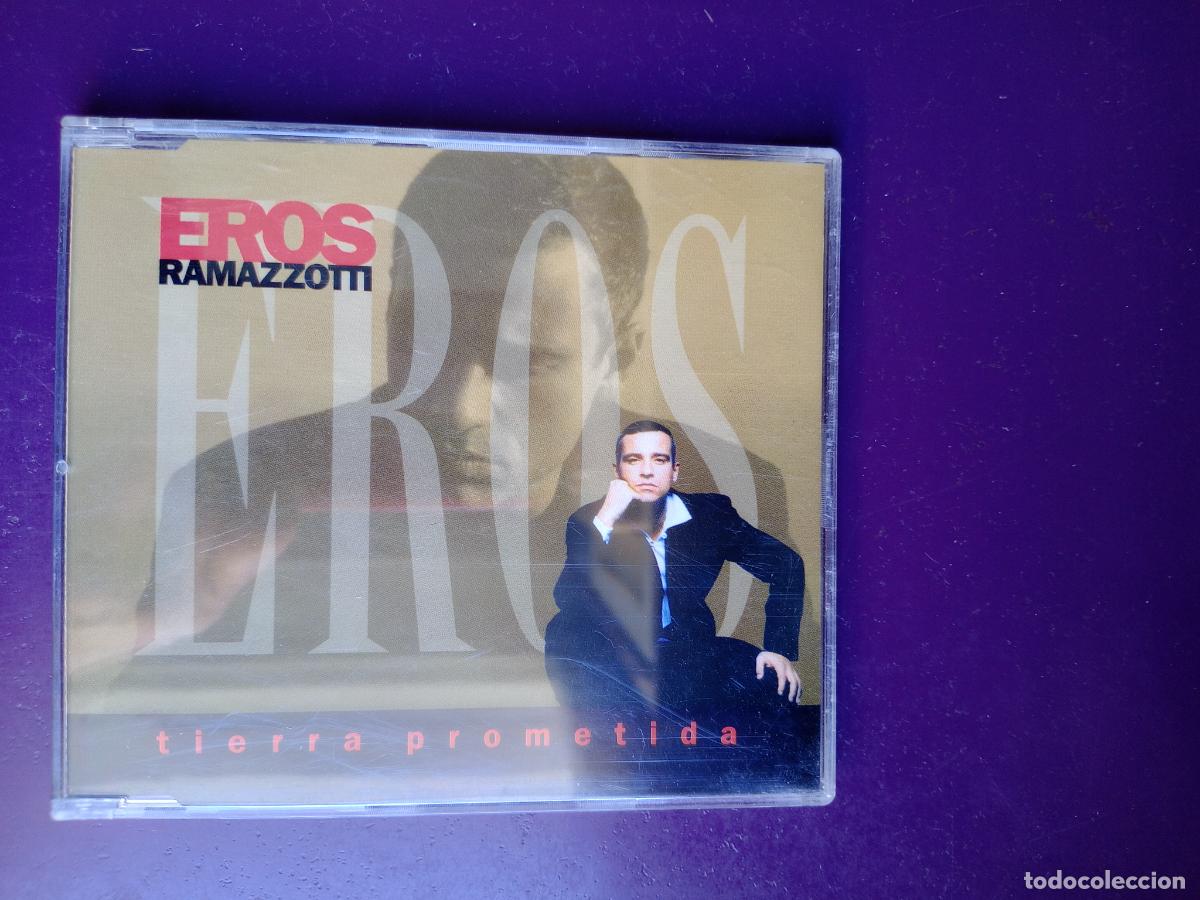 EROS
RAMAZZOTTI
EROS
tierra prometida
todocoleccion